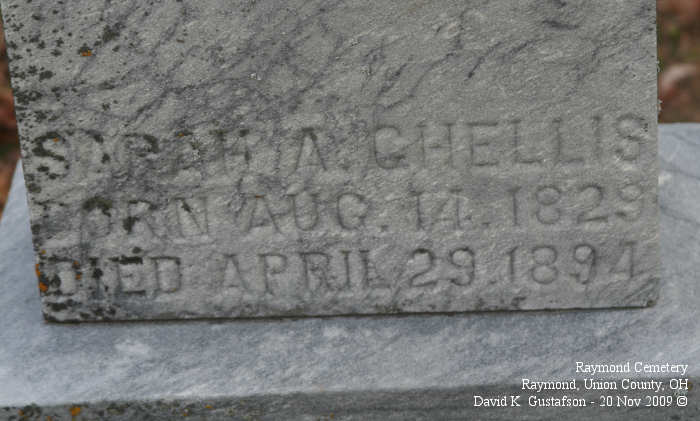 SOPHIA A. CHELLIS
BORN AUG. 14. 1829
DIED APRIL 29. 1894
Raymond Cemetery
Raymond, Union County, OH
David K. Gustafson - 20 Nov 2009 ©